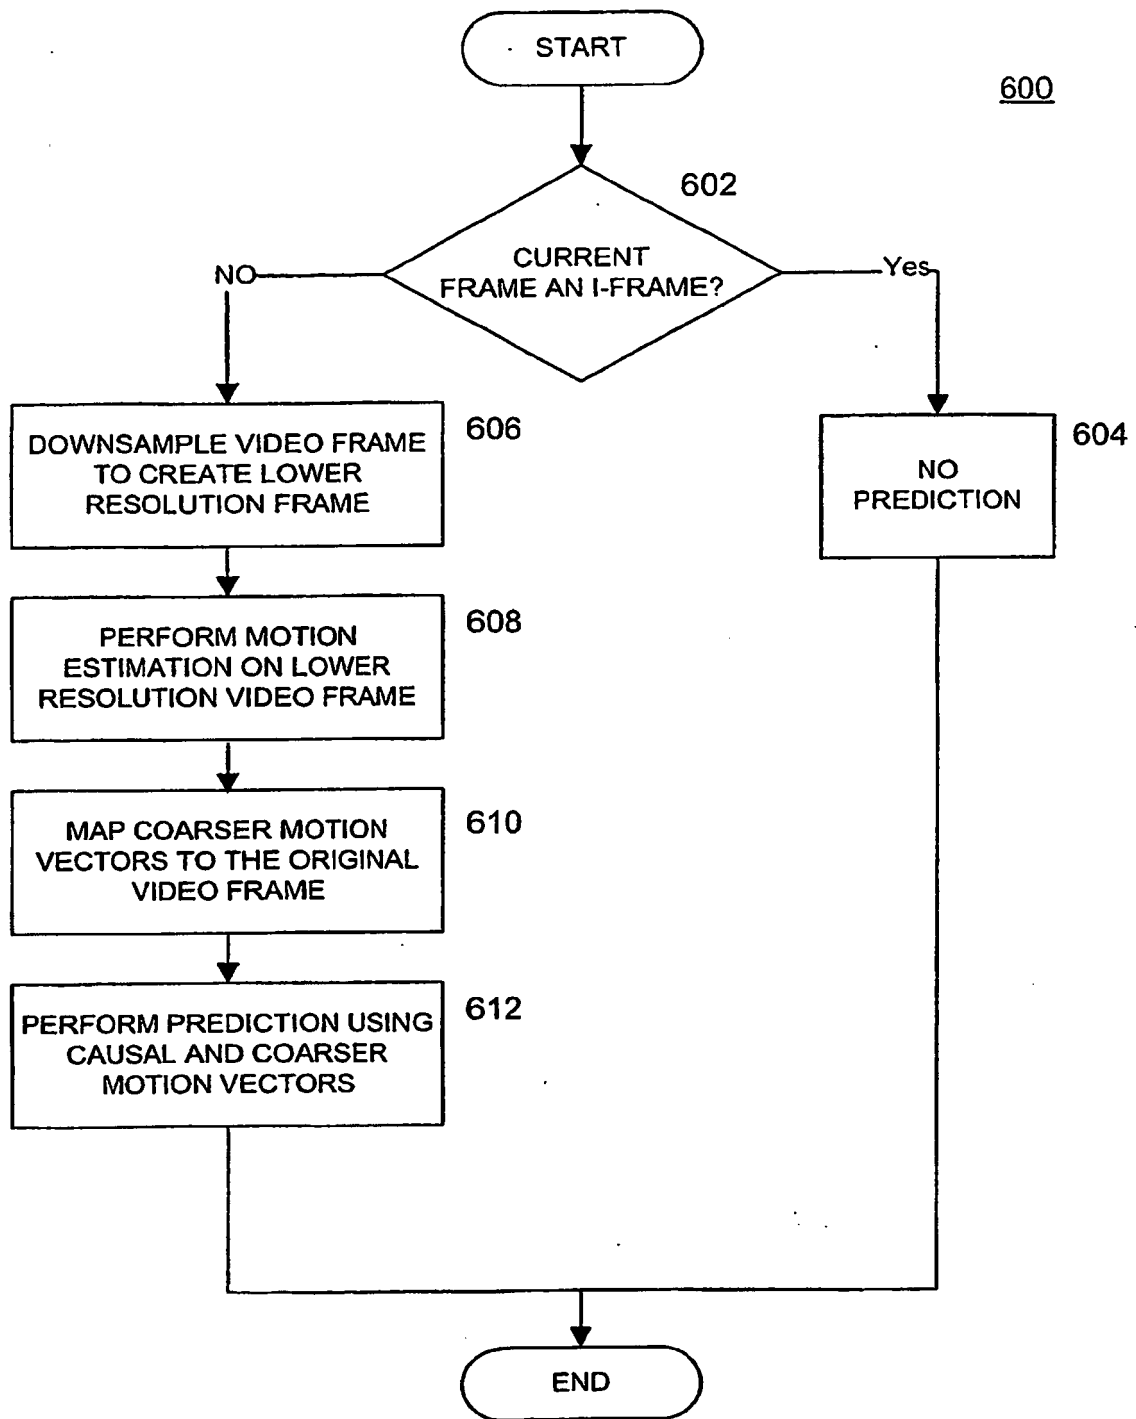 START
600
602
CURRENT
FRAME AN I-FRAME?
NO
Yes
DOWNSAMPLE VIDEO FRAME
TO CREATE LOWER
RESOLUTION FRAME
606
NO
PREDICTION
604
PERFORM MOTION
ESTIMATION ON LOWER
RESOLUTION VIDEO FRAME
608
MAP COARSER MOTION
VECTORS TO THE ORIGINAL
VIDEO FRAME
610
PERFORM PREDICTION USING
CAUSAL AND COARSER
MOTION VECTORS
612
END